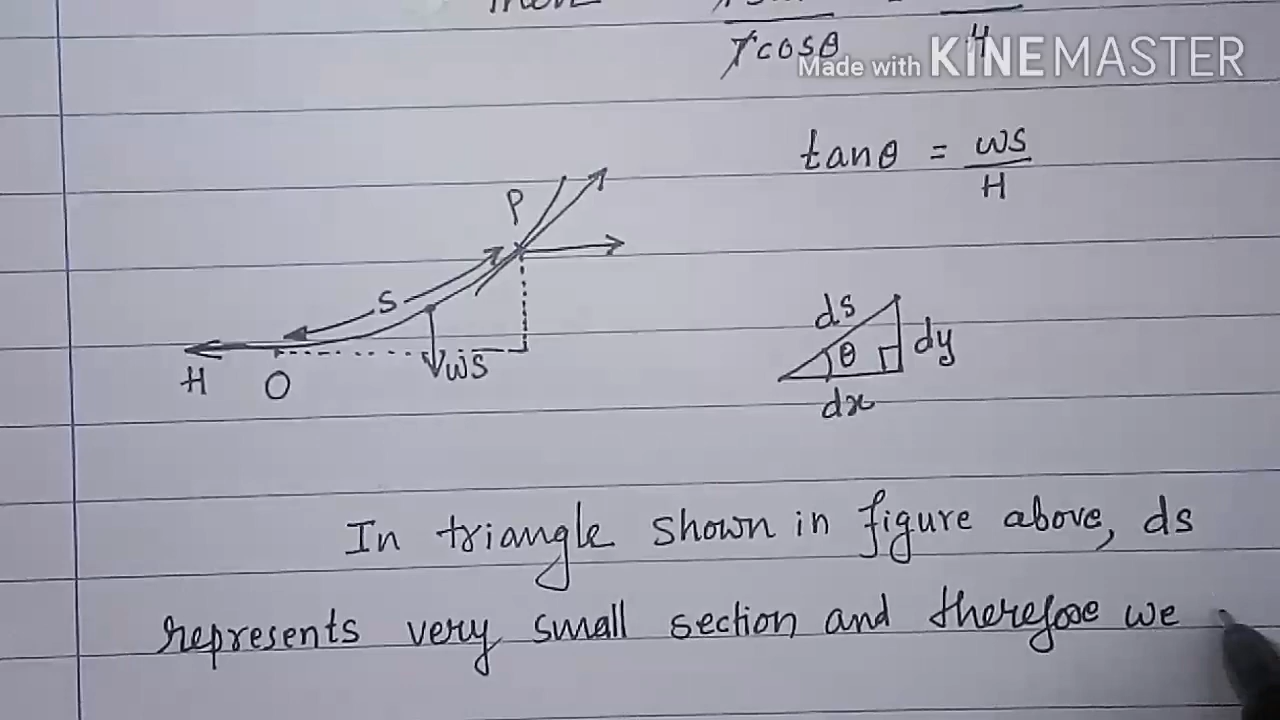 Tcosθ H
Made with KINEMASTER
tanθ = ws
H
P
S
ds
θ
dy
ws
H O
dx
In triangle shown in figure above, ds
represents very small section and therefore we